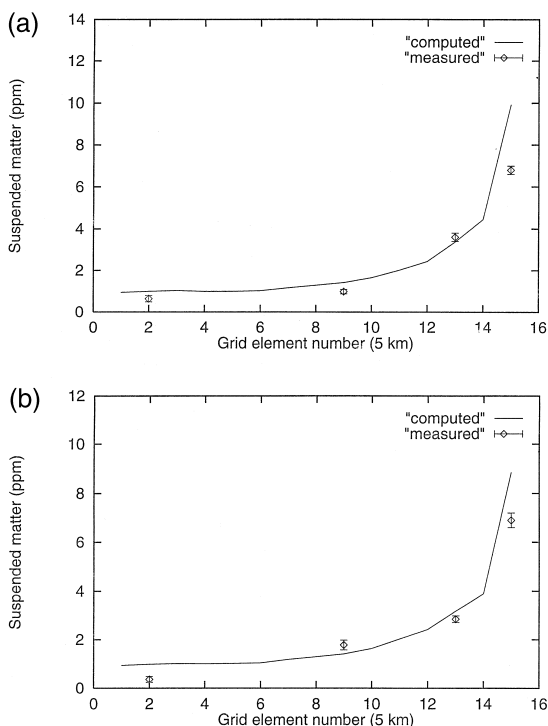 (a)
14
12
10
8
6
4
2
0
Suspended matter (ppm)
"computed"
"measured"
0 2 4 6 8 10 12 14 16
Grid element number (5 km)
(b)
12
10
8
6
4
2
0
Suspended matter (ppm)
"computed"
"measured"
0 2 4 6 8 10 12 14 16
Grid element number (5 km)